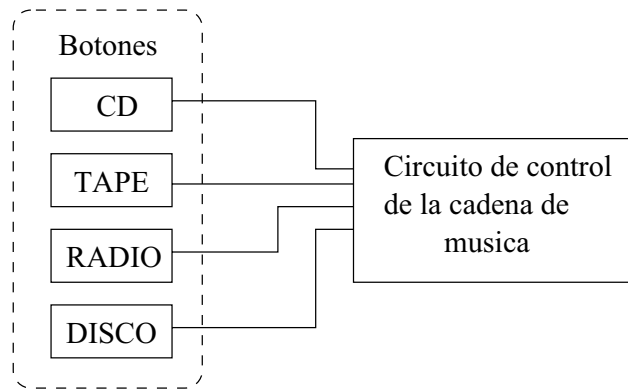 Botones
CD
TAPE
RADIO
DISCO
Circuito de control
de la cadena de
musica